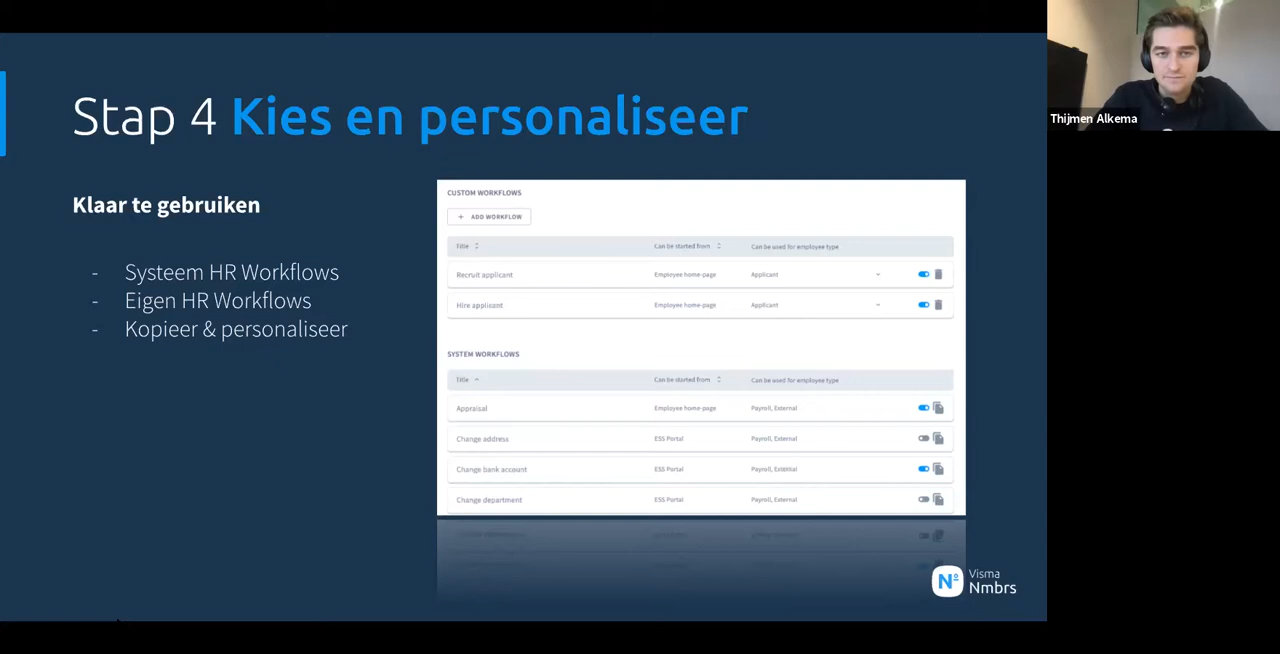 Stap 4 Kies en personaliseer
Thijmen Alkema
Klaar te gebruiken
- Systeem HR Workflows
- Eigen HR Workflows
- Kopieer & personaliseer
CUSTOM WORKFLOWS
+ ADD WORKFLOW
Title Can be started from Can be used for employee type
Recruit applicant Employee home-page Applicant
Hire applicant Employee home-page Applicant
SYSTEM WORKFLOWS
Title Can be started from Can be used for employee type
Appraisal Employee home-page Payroll, External
Change address ESS Portal Payroll, External
Change bank account ESS Portal Payroll, External
Change department ESS Portal Payroll, External
Nº Visma
Nmbrs